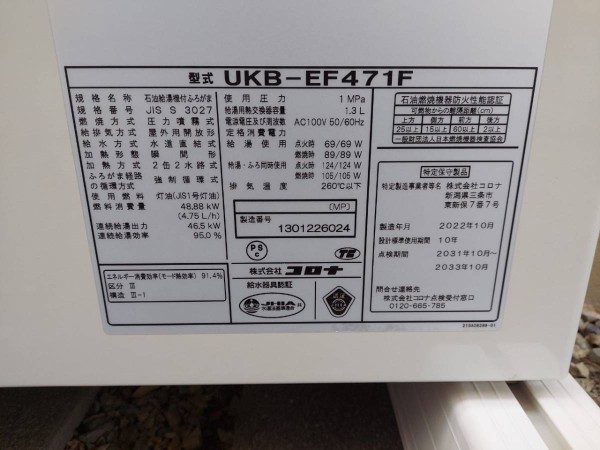 型式 UKB-EF471F
規格名称 石油給湯機付ふろがま
規格番号 JIS S 3027
燃焼方式 圧力噴霧式
給排気方式 屋外用開放形
給水方式 水道直結式
加熱形態 瞬間形
加熱方式 2缶2水路式
ふろがま経路の循環方式 強制循環式
使用燃料 灯油(JIS1号灯油)
燃料消費量 48.88 kW
(4.75 L/h)
連続給湯出力 46.5 kW
連続給湯効率 95.0 %
エネルギー消費効率(モード熱効率) 91.4%
区分 Ⅲ
構造 Ⅲ-1
使用圧力 1 MPa
給湯用熱交換器容量 1.3 L
電源電圧及び周波数 AC100V 50/60Hz
定格消費電力
給湯使用 点火時 69/69 W
燃焼時 89/89 W
給湯・ふろ同時使用 点火時 124/124 W
燃焼時 105/105 W
排気温度 260℃以下
(MP)
製造番号 1301226024
PS
C
株式会社 コロナ
給水器具認証
JHIA R
石油燃焼機器防火性能認証
可燃物からの離隔距離(cm)
上方 側方 前方 後方
25以上 15以上 60以上 2以上
一般財団法人日本燃焼機器検査協会
特定保守製品
特定製造事業者等名 株式会社コロナ
新潟県三条市
東新保7番7号
製造年月 2022年10月
設計標準使用期間 10年
点検期間 2031年10月~
2033年10月
問合せ連絡先
株式会社コロナ点検受付窓口
0120-665-785